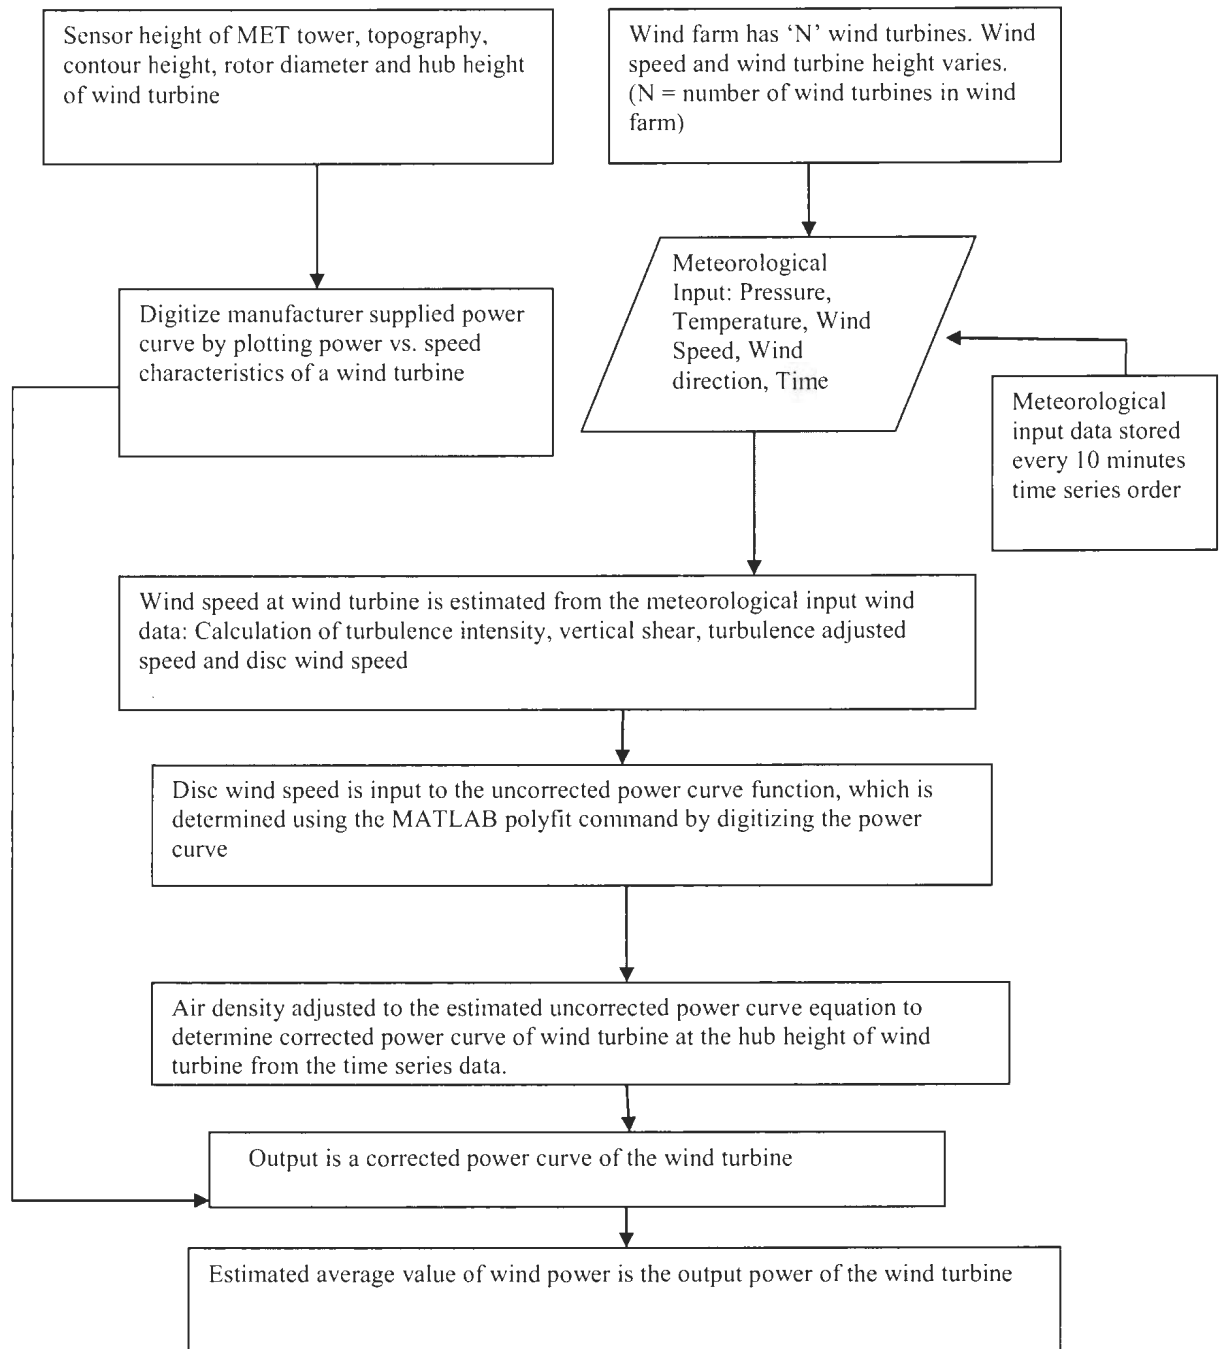 Sensor height of MET tower, topography,
contour height, rotor diameter and hub height
of wind turbine
Wind farm has ‘N’ wind turbines. Wind
speed and wind turbine height varies.
(N = number of wind turbines in wind
farm)
Meteorological
Input: Pressure,
Temperature, Wind
Speed, Wind
direction, Time
Digitize manufacturer supplied power
curve by plotting power vs. speed
characteristics of a wind turbine
Meteorological
input data stored
every 10 minutes
time series order
Wind speed at wind turbine is estimated from the meteorological input wind
data: Calculation of turbulence intensity, vertical shear, turbulence adjusted
speed and disc wind speed
Disc wind speed is input to the uncorrected power curve function, which is
determined using the MATLAB polyfit command by digitizing the power
curve
Air density adjusted to the estimated uncorrected power curve equation to
determine corrected power curve of wind turbine at the hub height of wind
turbine from the time series data.
Output is a corrected power curve of the wind turbine
Estimated average value of wind power is the output power of the wind turbine